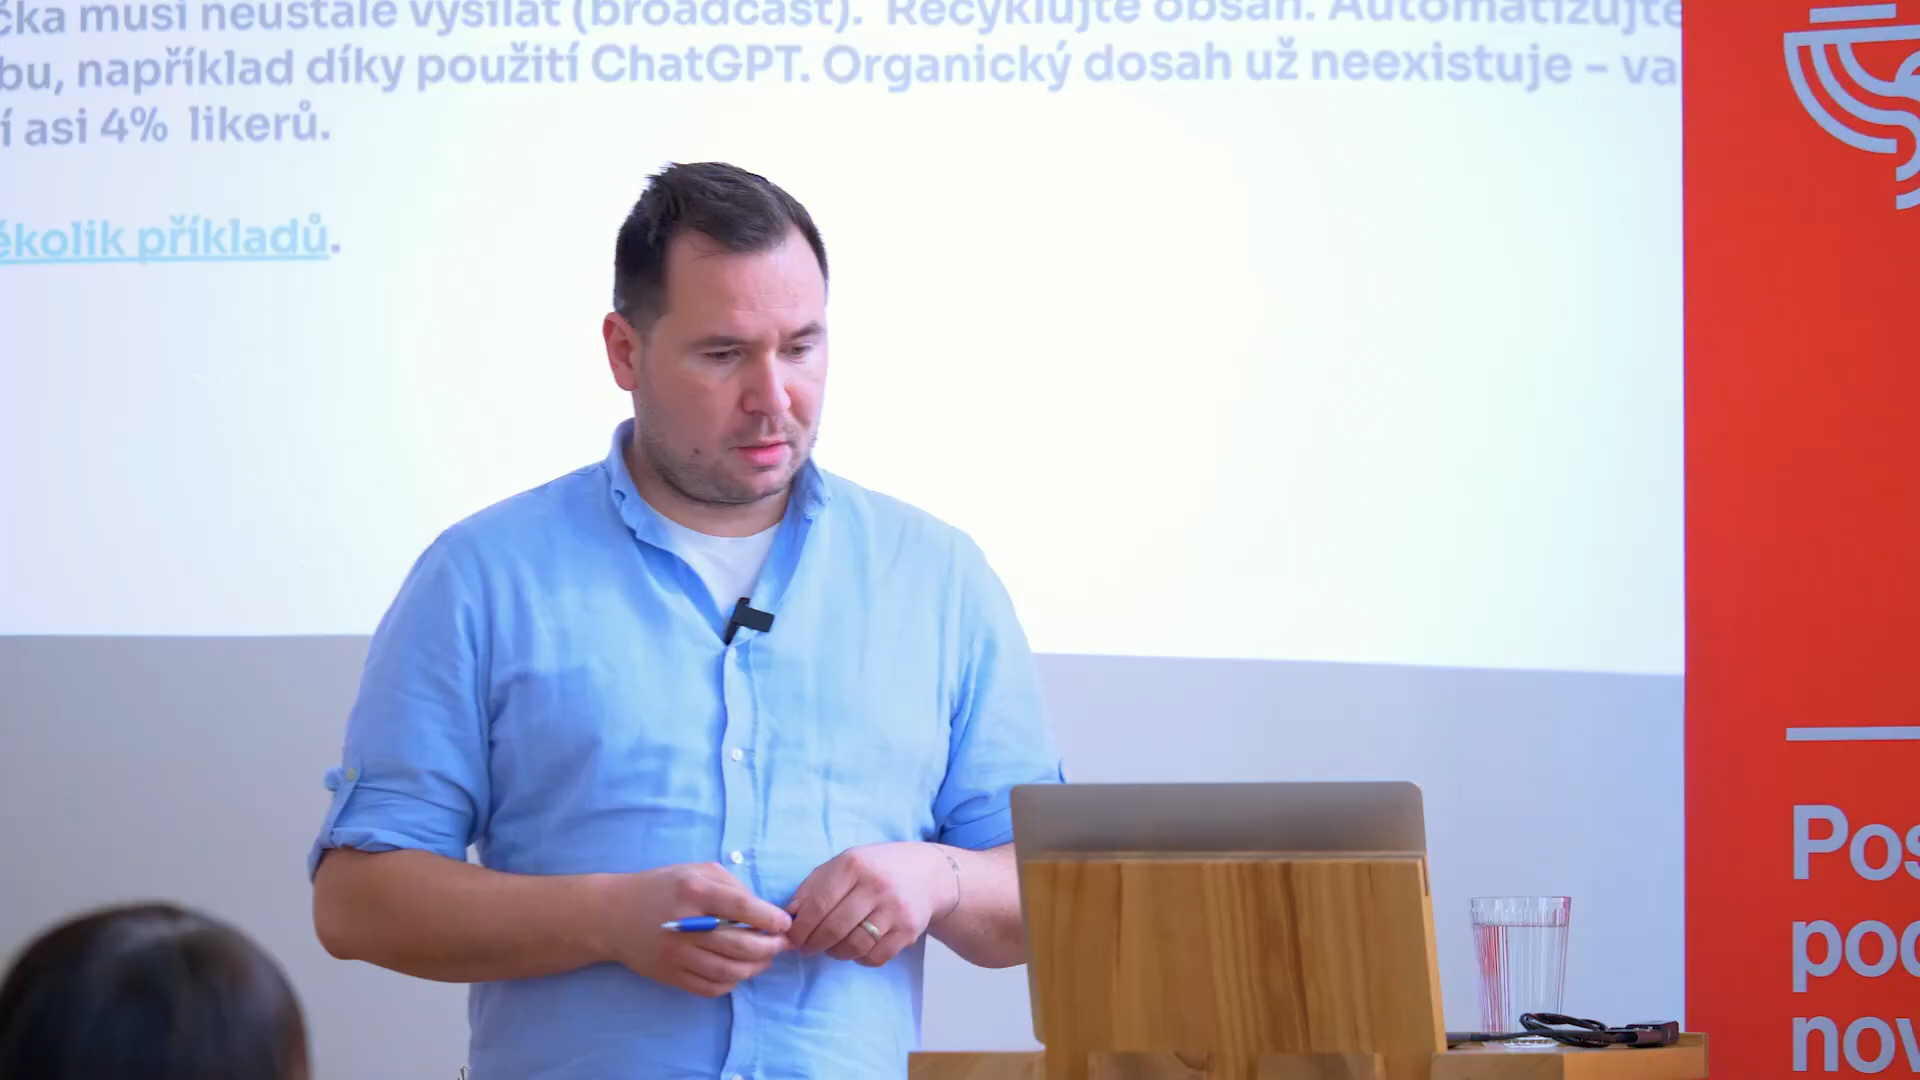 čka musí neustále vysílat (broadcast). Recyklujte obsah. Automatizujte
bu, například díky použití ChatGPT. Organický dosah už neexistuje – va
í asi 4% likerů.
ěkolik příkladů.
Pos
pod
nov